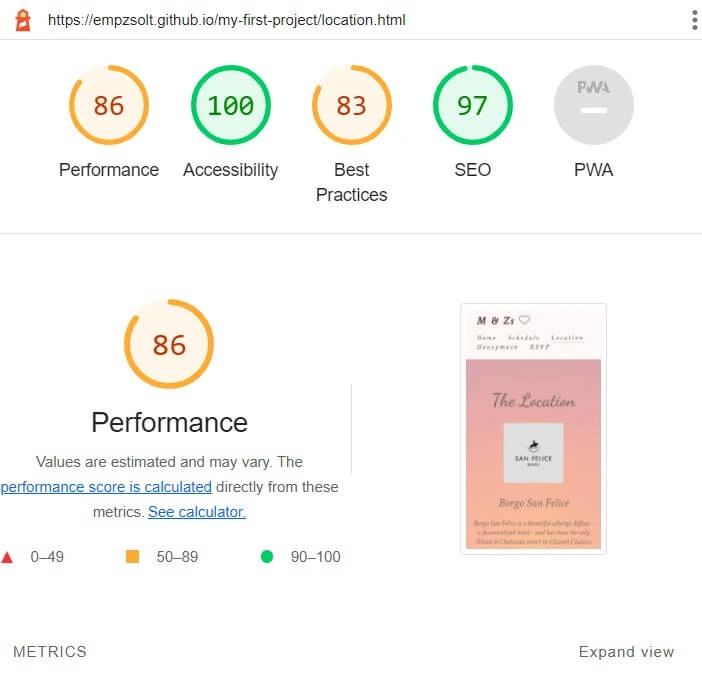 https://empzsolt.github.io/my-first-project/location.html
86
100
83
97
PWA
Performance
Accessibility
Best
Practices
SEO
PWA
86
Performance
Values are estimated and may vary. The
performance score is calculated directly from these
metrics. See calculator.
0–49
50–89
90–100
M & Zs
Home Schedule Location
Honeymoon RSVP
The Location
SAN FELICE
BORGO
Borgo San Felice
Borgo San Felice is a beautiful albergo diffuso -
a decentralised hotel - and has been the only
Relais & Chateaux resort in Chianti Classico
METRICS
Expand view